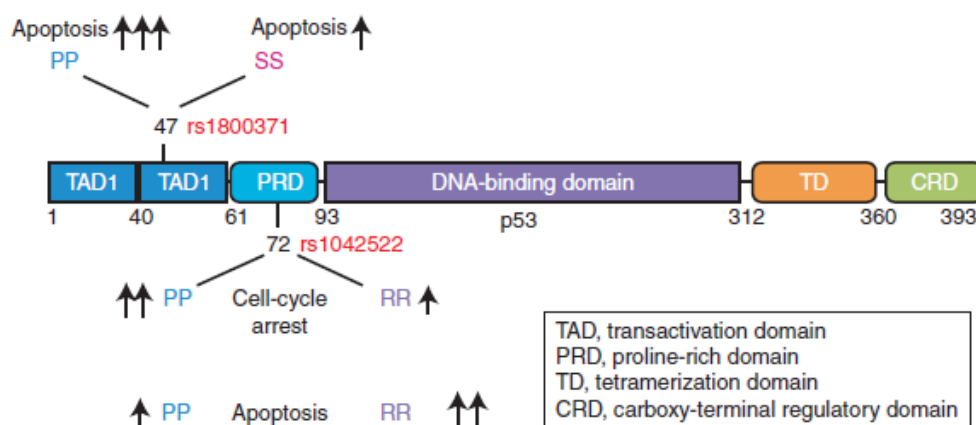 Apoptosis Apoptosis
PP SS
47 rs1800371
TAD1 TAD1 PRD DNA-binding domain TD CRD
1 40 61 93 p53 312 360 393
72 rs1042522
PP Cell-cycle RR
arrest
PP Apoptosis RR
TAD, transactivation domain
PRD, proline-rich domain
TD, tetramerization domain
CRD, carboxy-terminal regulatory domain